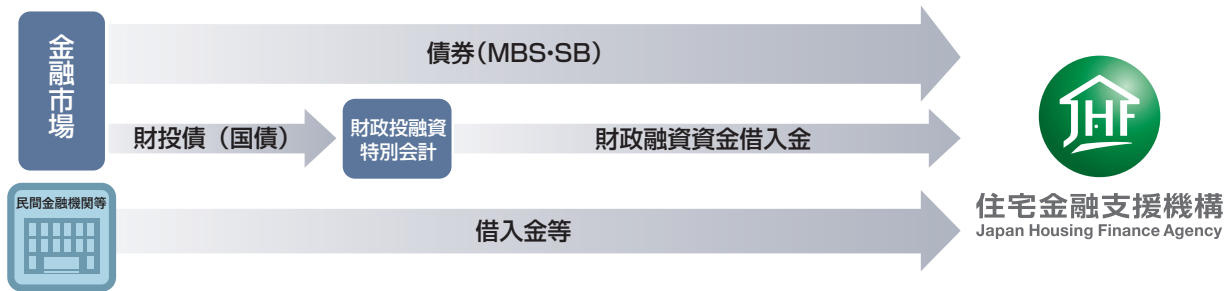 金融市場
債券(MBS・SB)
財投債(国債)
財政投融資
特別会計
財政融資資金借入金
民間金融機関等
借入金等
JHF
住宅金融支援機構
Japan Housing Finance Agency